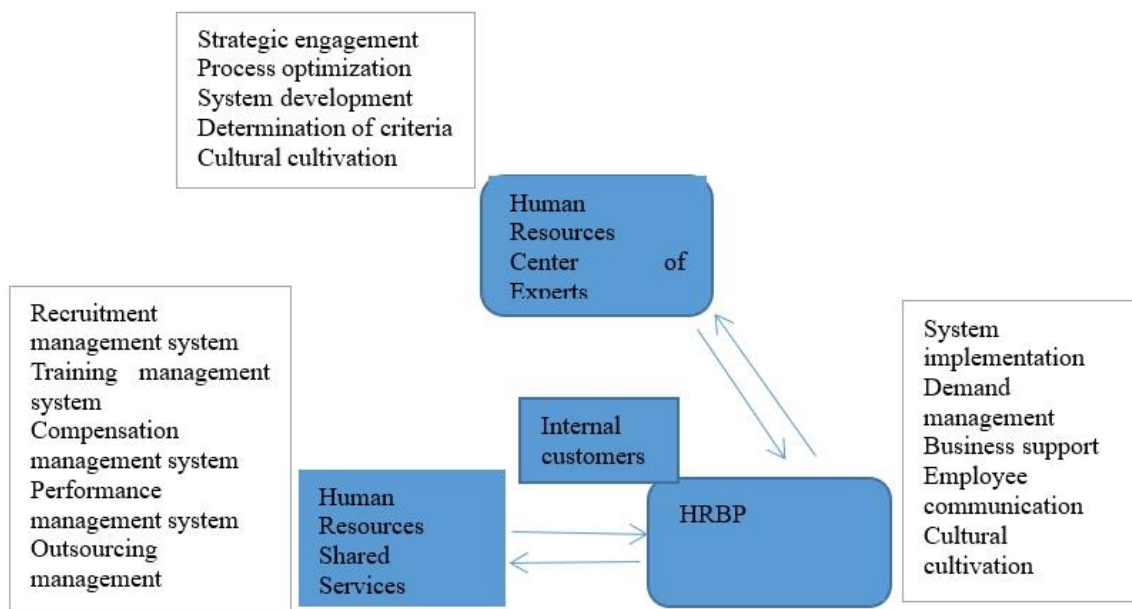 Strategic engagement
Process optimization
System development
Determination of criteria
Cultural cultivation
Human
Resources
Center of
Experts
Recruitment
management system
Training management
system
Compensation
management system
Performance
management system
Outsourcing
management
Internal
customers
Human
Resources
Shared
Services
HRBP
System
implementation
Demand
management
Business support
Employee
communication
Cultural
cultivation